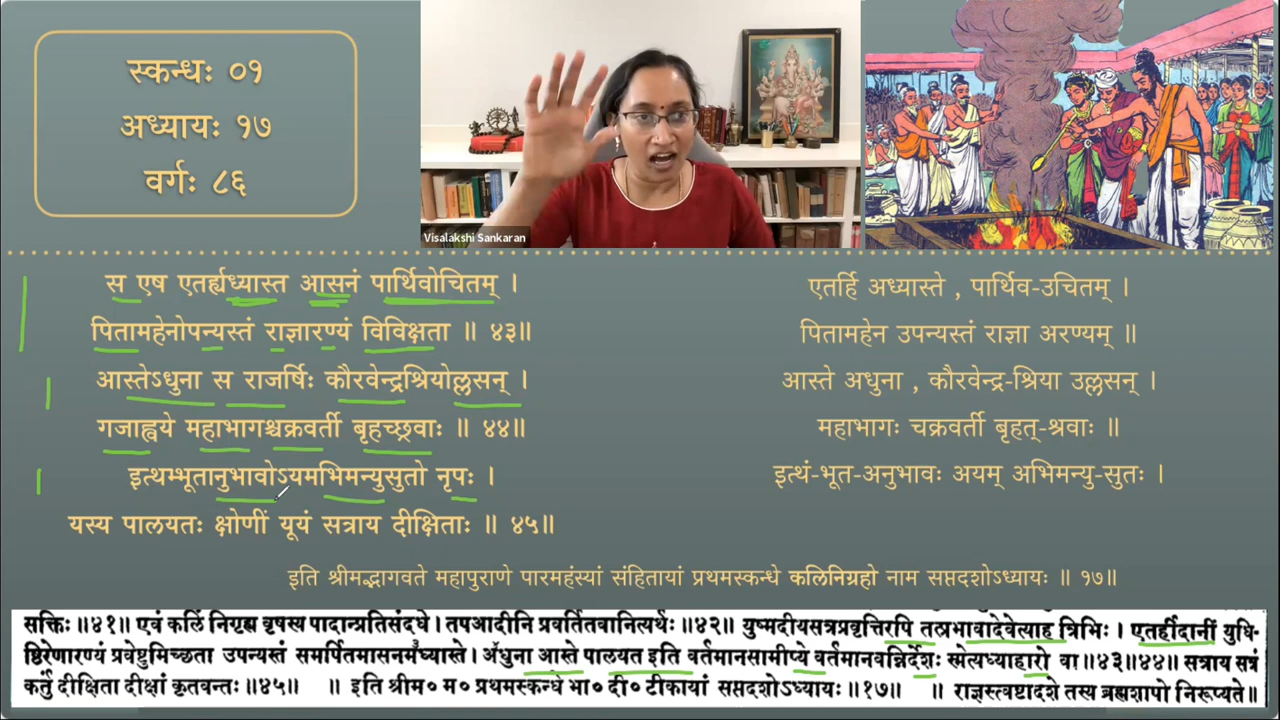 स्कन्धः ०१
अध्यायः १७
वर्गः ८६
Visalakshi Sankaran
स एष एतर्ह्यध्यास्त आसनं पार्थिवोचितम् ।
पितामहेनोपन्यस्तं राज्ञारण्यं विविक्षता ॥ ४३॥
आस्तेऽधुना स राजर्षिः कौरवेन्द्रश्रियोल्लसन् ।
गजाह्वये महाभागश्चक्रवर्ती बृहच्छ्रवाः ॥ ४४॥
इत्थम्भूतानुभावोऽयमभिमन्युसुतो नृपः ।
यस्य पालयतः क्षोणीं यूयं सत्राय दीक्षिताः ॥ ४५॥
एतर्हि अध्यास्ते , पार्थिव-उचितम् ।
पितामहेन उपन्यस्तं राज्ञा अरण्यम् ॥
आस्ते अधुना , कौरवेन्द्र-श्रिया उल्लसन् ।
महाभागः चक्रवर्ती बृहत्-श्रवाः ॥
इत्थं-भूत-अनुभावः अयम् अभिमन्यु-सुतः ।
इति श्रीमद्भागवते महापुराणे पारमहंस्यां संहितायां प्रथमस्कन्धे कलिनिग्रहो नाम सप्तदशोऽध्यायः ॥ १७॥
सक्तिः ॥४१॥ एवं कलिं निगृह्य वृषस्य पादान्प्रतिसंदधे । तपआदीनि प्रवर्तितवानित्यर्थः ॥४२॥ युष्मदीयसत्रप्रवृत्तिरपि तत्प्रभावादेवेत्याह त्रिभिः । एतर्हीदानीं युधि-
ष्ठिरेणारण्यं प्रवेष्टुमिच्छता उपन्यस्तं समर्पितमासनमध्यास्ते । अधुना आस्ते पालयत इति वर्तमानसामीप्ये वर्तमानवन्निर्देशः स्मेत्यध्याहारो वा ॥४३॥४४॥ सत्राय सत्रं
कर्तुं दीक्षिता दीक्षां कृतवन्तः ॥४५॥ ॥ इति श्रीम० म० प्रथमस्कन्धे भा० दी० टीकायां सप्तदशोऽध्यायः ॥१७॥ ॥ राज्ञस्त्वष्टादशे तस्य ब्रह्मशापो निरूप्यते॥